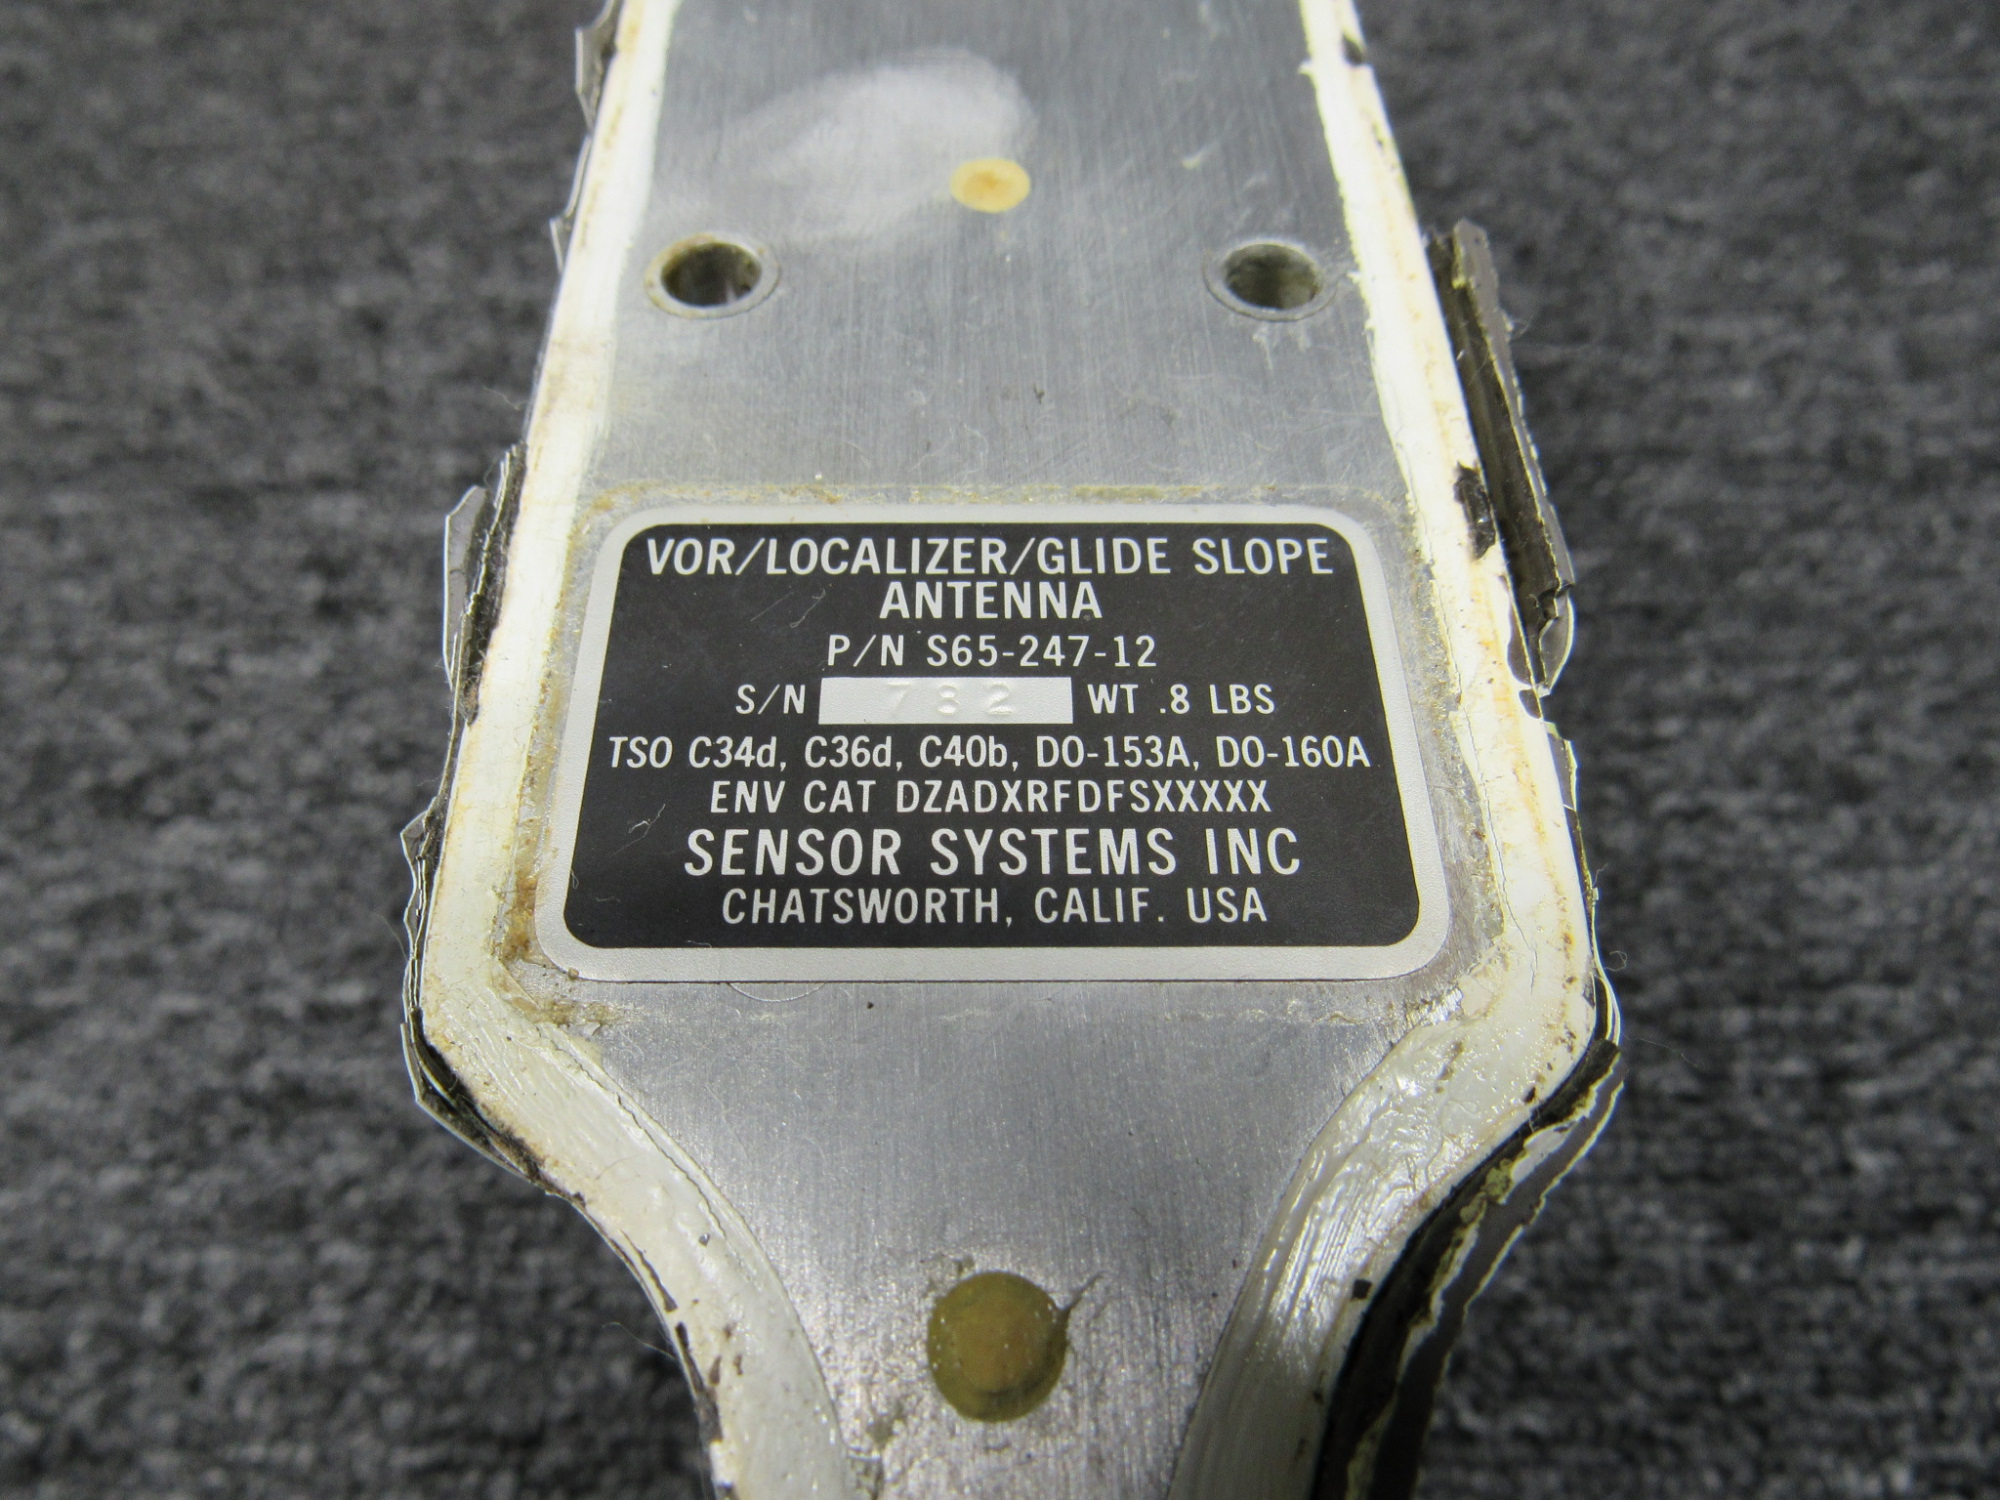 VOR/LOCALIZER/GLIDE SLOPE
ANTENNA
P/N S65-247-12
S/N 782 WT .8 LBS
TSO C34d, C36d, C40b, DO-153A, DO-160A
ENV CAT DZADXRFDFSXXXXX
SENSOR SYSTEMS INC
CHATSWORTH, CALIF. USA